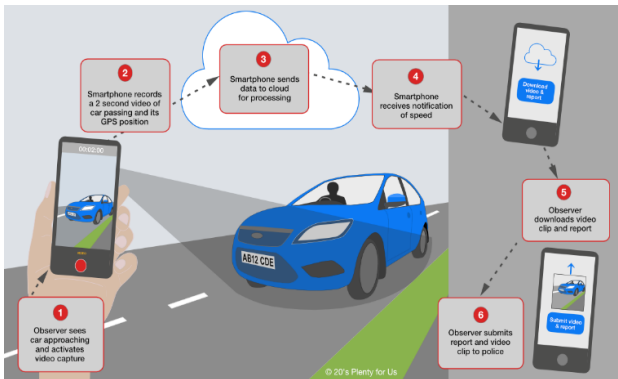 1
Observer sees
car approaching
and activates
video capture
2
Smartphone records
a 2 second video of
car passing and its
GPS position
3
Smartphone sends
data to cloud
for processing
4
Smartphone
receives notification
of speed
5
Observer
downloads video
clip and report
6
Observer submits
report and video
clip to police
00:02:00
AB12 CDE
Download
video &
report
Submit video
& report
© 20's Plenty for Us